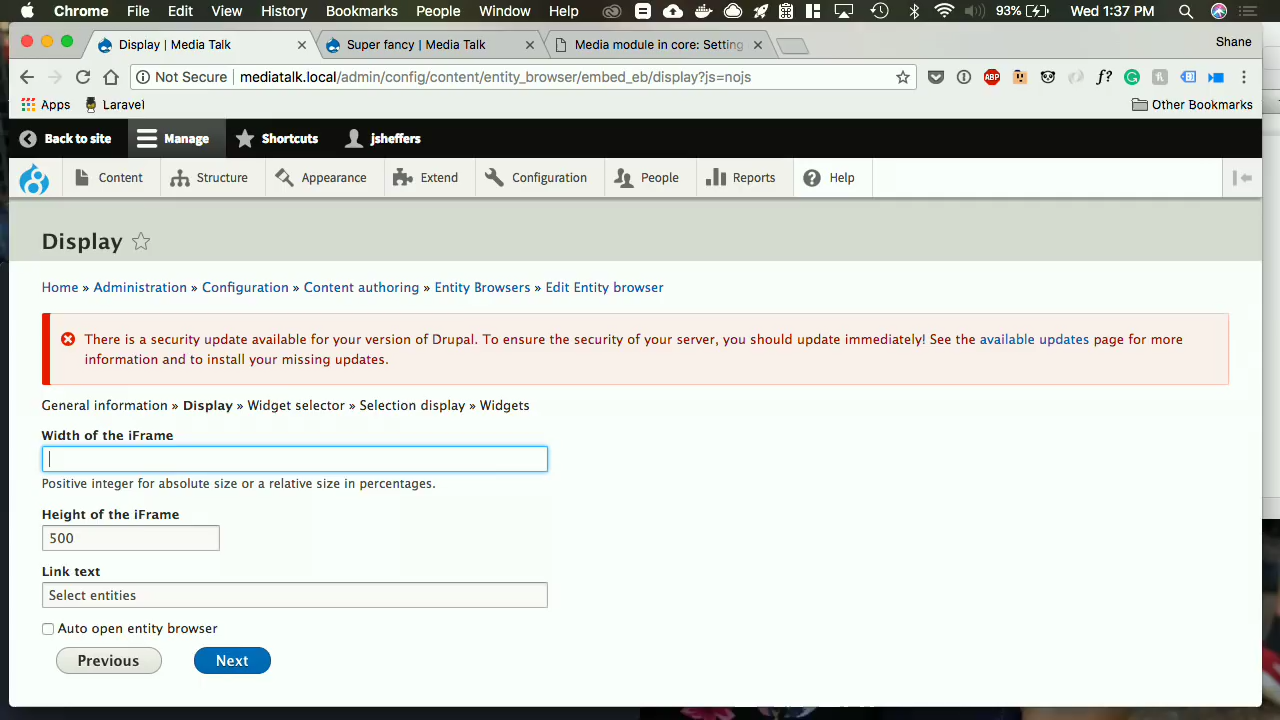 Chrome File Edit View History Bookmarks People Window Help 93% Wed 1:37 PM
Display | Media Talk Super fancy | Media Talk Media module in core: Setting Shane
Not Secure mediatalk.local/admin/config/content/entity_browser/embed_eb/display?js=nojs ABP f?
Apps Laravel Other Bookmarks
Back to site Manage Shortcuts jsheffers
Content Structure Appearance Extend Configuration People Reports Help
Display
Home » Administration » Configuration » Content authoring » Entity Browsers » Edit Entity browser
There is a security update available for your version of Drupal. To ensure the security of your server, you should update immediately! See the available updates page for more
information and to install your missing updates.
General information » Display » Widget selector » Selection display » Widgets
Width of the iFrame
Positive integer for absolute size or a relative size in percentages.
Height of the iFrame
500
Link text
Select entities
Auto open entity browser
Previous Next